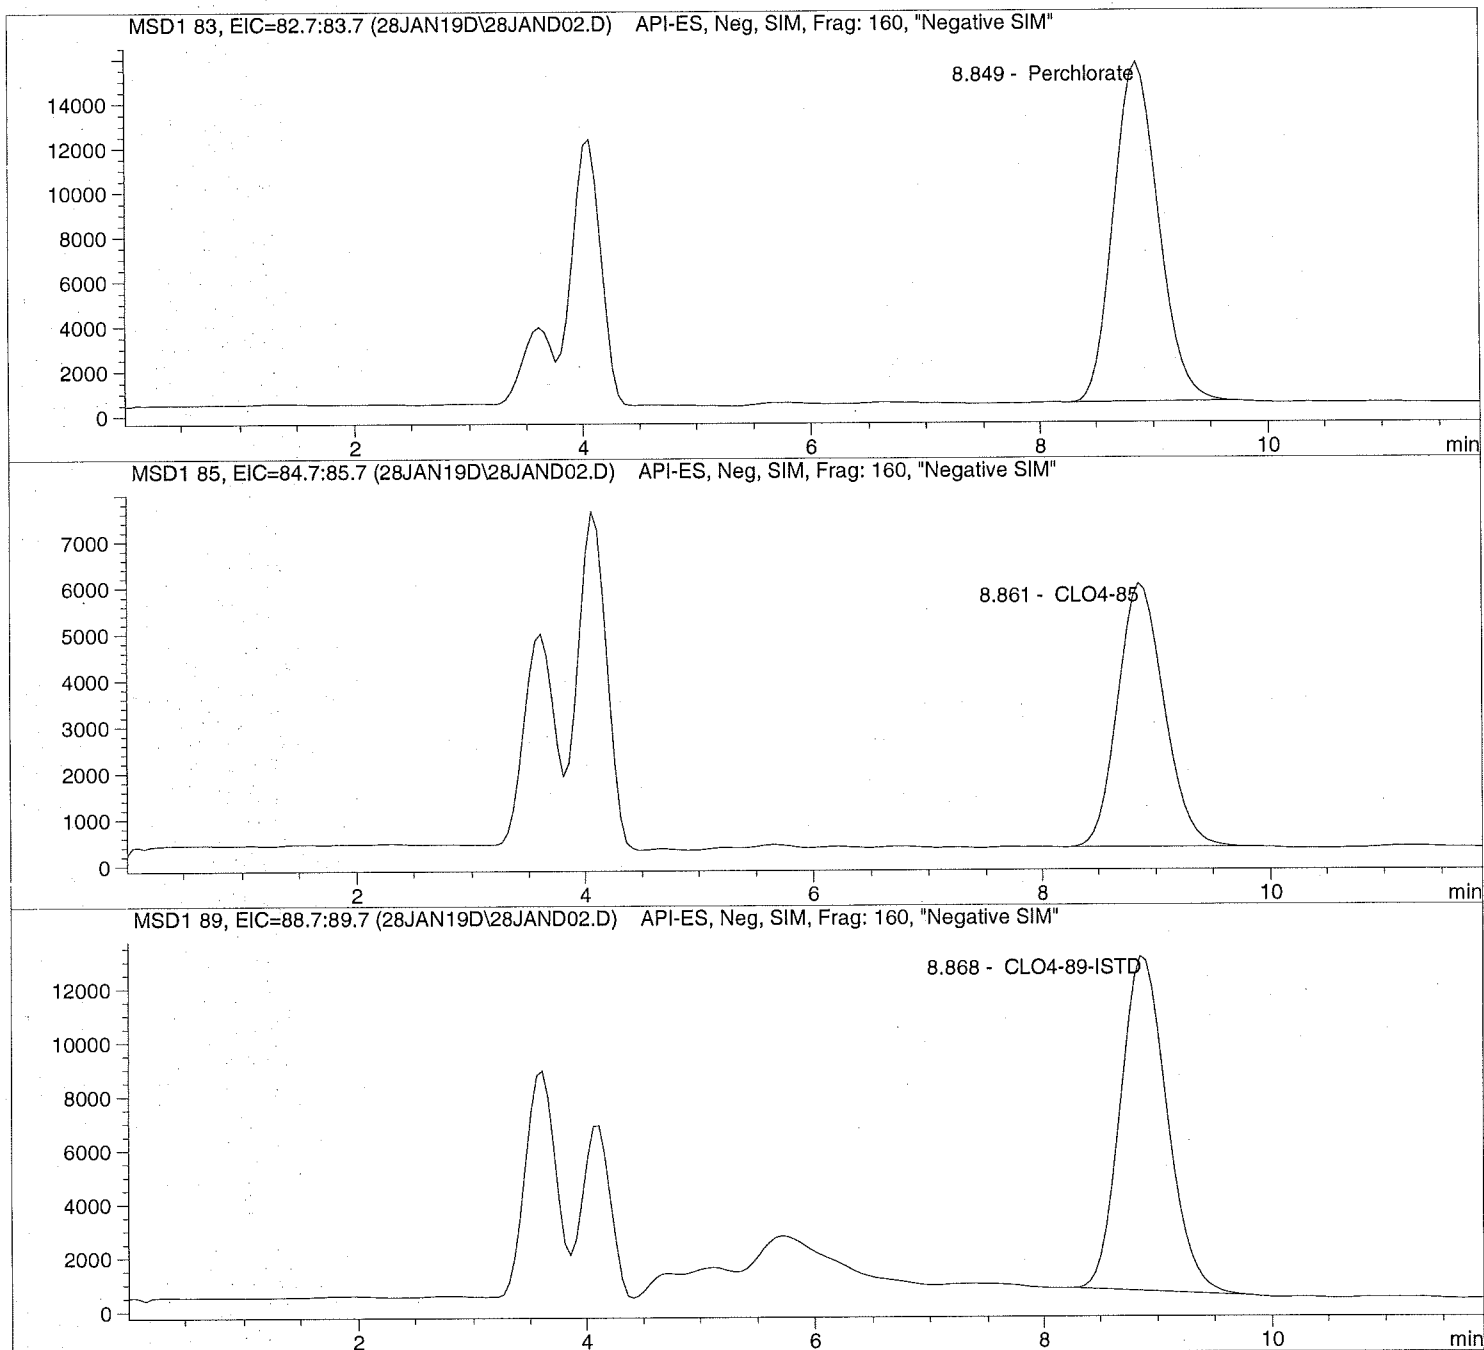 MSD1 83, EIC=82.7:83.7 (28JAN19D\28JAND02.D) API-ES, Neg, SIM, Frag: 160, "Negative SIM"
8.849 - Perchlorate
14000
12000
10000
8000
6000
4000
2000
0
2 4 6 8 10 min
MSD1 85, EIC=84.7:85.7 (28JAN19D\28JAND02.D) API-ES, Neg, SIM, Frag: 160, "Negative SIM"
7000
8.861 - CLO4-85
6000
5000
4000
3000
2000
1000
0
2 4 6 8 10 min
MSD1 89, EIC=88.7:89.7 (28JAN19D\28JAND02.D) API-ES, Neg, SIM, Frag: 160, "Negative SIM"
8.868 - CLO4-89-ISTD
12000
10000
8000
6000
4000
2000
0
2 4 6 8 10 min